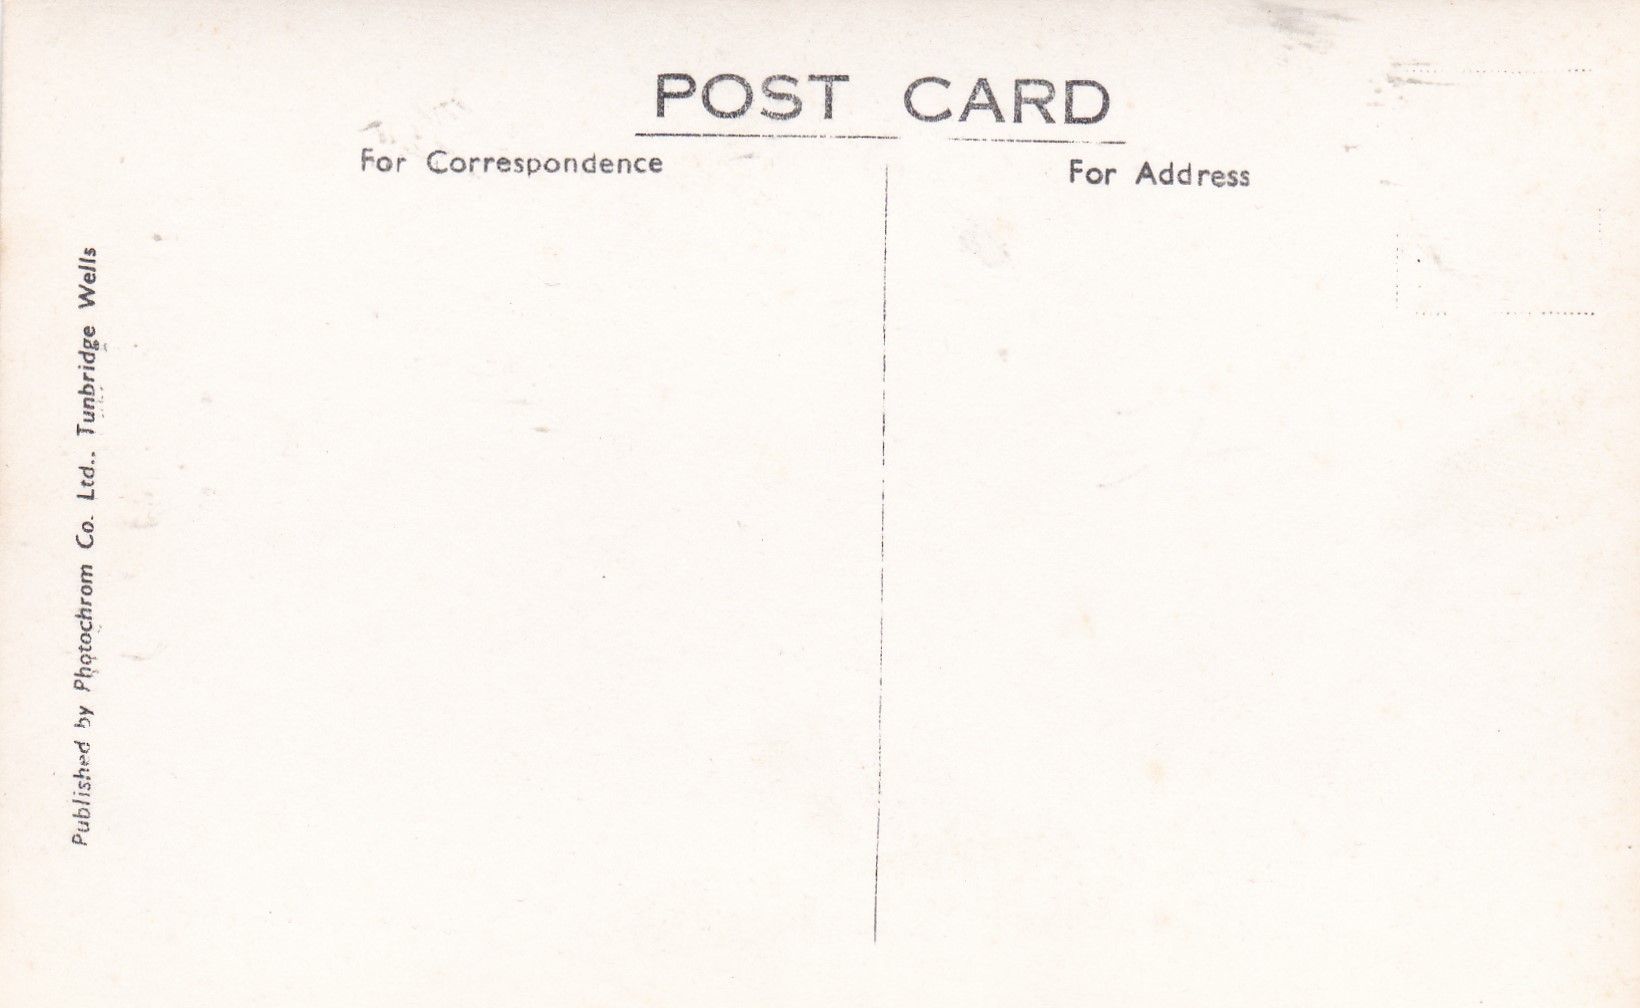 POST CARD
For Correspondence
For Address
Published by Photochrom Co. Ltd., Tunbridge Wells